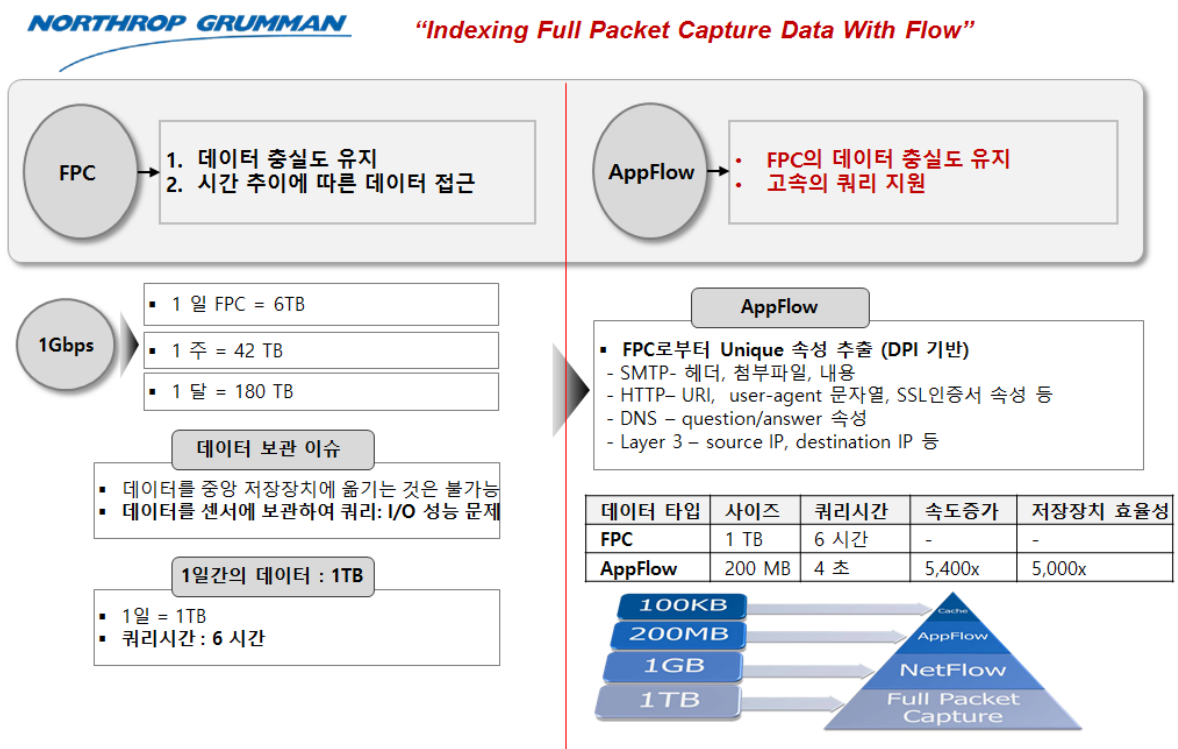 NORTHROP GRUMMAN
“Indexing Full Packet Capture Data With Flow”
FPC
1. 데이터 충실도 유지
2. 시간 추이에 따른 데이터 접근
AppFlow
• FPC의 데이터 충실도 유지
• 고속의 쿼리 지원
1Gbps
▪ 1 일 FPC = 6TB
▪ 1 주 = 42 TB
▪ 1 달 = 180 TB
데이터 보관 이슈
▪ 데이터를 중앙 저장장치에 옮기는 것은 불가능
▪ 데이터를 센서에 보관하여 쿼리: I/O 성능 문제
1일간의 데이터 : 1TB
▪ 1일 = 1TB
▪ 쿼리시간 : 6 시간
AppFlow
▪ FPC로부터 Unique 속성 추출 (DPI 기반)
- SMTP- 헤더, 첨부파일, 내용
- HTTP– URI, user-agent 문자열, SSL인증서 속성 등
- DNS – question/answer 속성
- Layer 3 – source IP, destination IP 등
데이터 타입 사이즈 쿼리시간 속도증가 저장장치 효율성
FPC 1 TB 6 시간 - -
AppFlow 200 MB 4 초 5,400x 5,000x
100KB Cache
200MB AppFlow
1GB NetFlow
1TB Full Packet
Capture